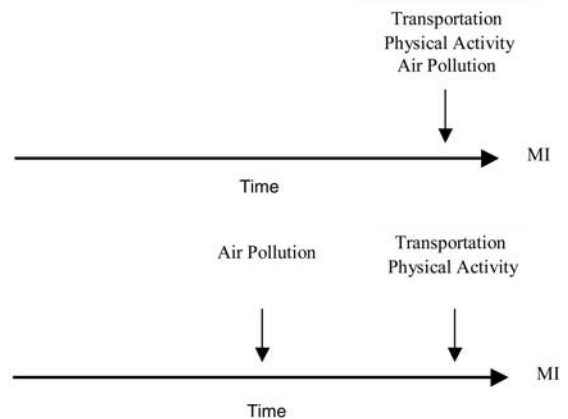 Transportation
Physical Activity
Air Pollution
MI
Time
Air Pollution
Transportation
Physical Activity
MI
Time